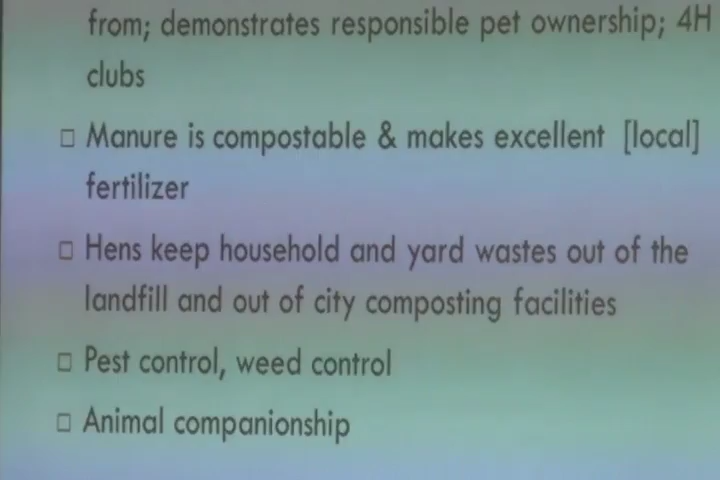 from; demonstrates responsible pet ownership; 4H
clubs
Manure is compostable & makes excellent [local]
fertilizer
Hens keep household and yard wastes out of the
landfill and out of city composting facilities
Pest control, weed control
Animal companionship